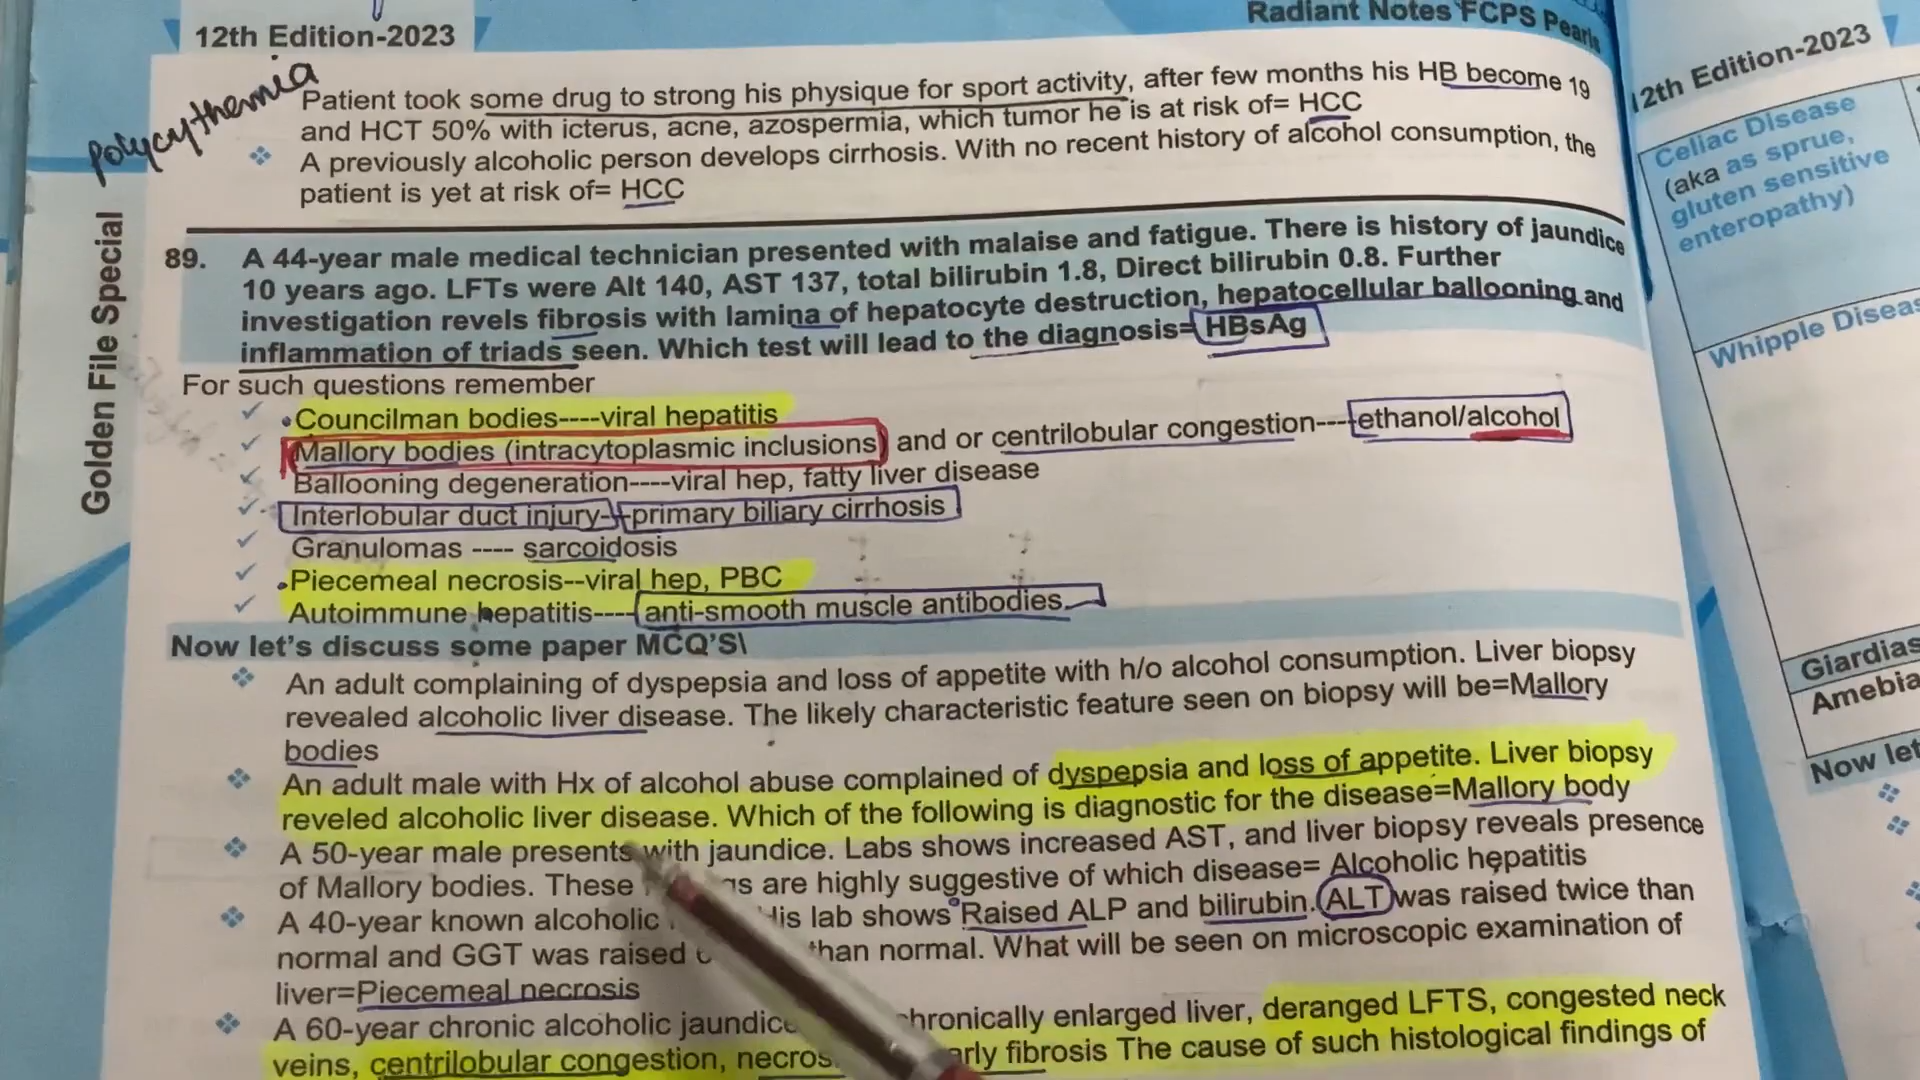 Radiant Notes FCPS Pearls
12th Edition-2023
polycythemia
Patient took some drug to strong his physique for sport activity, after few months his HB become 19
and HCT 50% with icterus, acne, azospermia, which tumor he is at risk of= HCC
A previously alcoholic person develops cirrhosis. With no recent history of alcohol consumption, the
patient is yet at risk of= HCC
Golden File Special
89. A 44-year male medical technician presented with malaise and fatigue. There is history of jaundice
10 years ago. LFTs were Alt 140, AST 137, total bilirubin 1.8, Direct bilirubin 0.8. Further
investigation revels fibrosis with lamina of hepatocyte destruction, hepatocellular ballooning and
inflammation of triads seen. Which test will lead to the diagnosis= HBsAg
For such questions remember
Councilman bodies----viral hepatitis
Mallory bodies (intracytoplasmic inclusions) and or centrilobular congestion----ethanol/alcohol
Ballooning degeneration----viral hep, fatty liver disease
Interlobular duct injury--primary biliary cirrhosis
Granulomas ---- sarcoidosis
Piecemeal necrosis--viral hep, PBC
Autoimmune hepatitis----anti-smooth muscle antibodies
Now let's discuss some paper MCQ'S\
An adult complaining of dyspepsia and loss of appetite with h/o alcohol consumption. Liver biopsy
revealed alcoholic liver disease. The likely characteristic feature seen on biopsy will be=Mallory
bodies
An adult male with Hx of alcohol abuse complained of dyspepsia and loss of appetite. Liver biopsy
reveled alcoholic liver disease. Which of the following is diagnostic for the disease=Mallory body
A 50-year male presents with jaundice. Labs shows increased AST, and liver biopsy reveals presence
of Mallory bodies. These are highly suggestive of which disease= Alcoholic hepatitis
A 40-year known alcoholic lab shows Raised ALP and bilirubin. ALT was raised twice than
normal and GGT was raised than normal. What will be seen on microscopic examination of
liver=Piecemeal necrosis
A 60-year chronic alcoholic chronically enlarged liver, deranged LFTS, congested neck
veins, centrilobular congestion, fibrosis The cause of such histological findings of
12th Edition-2023
Celiac Disease
(aka as sprue,
gluten sensitive
enteropathy)
Whipple
Now